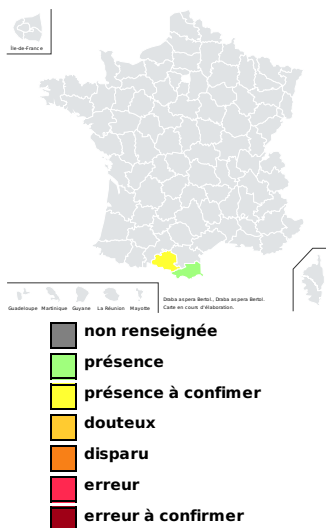 Île-de-France
Guadeloupe Martinique Guyane La Réunion Mayotte
Draba aspera Bertol., Draba aspera Bertol.
Carte en cours d'élaboration.
non renseignée
présence
présence à confimer
douteux
disparu
erreur
erreur à confirmer